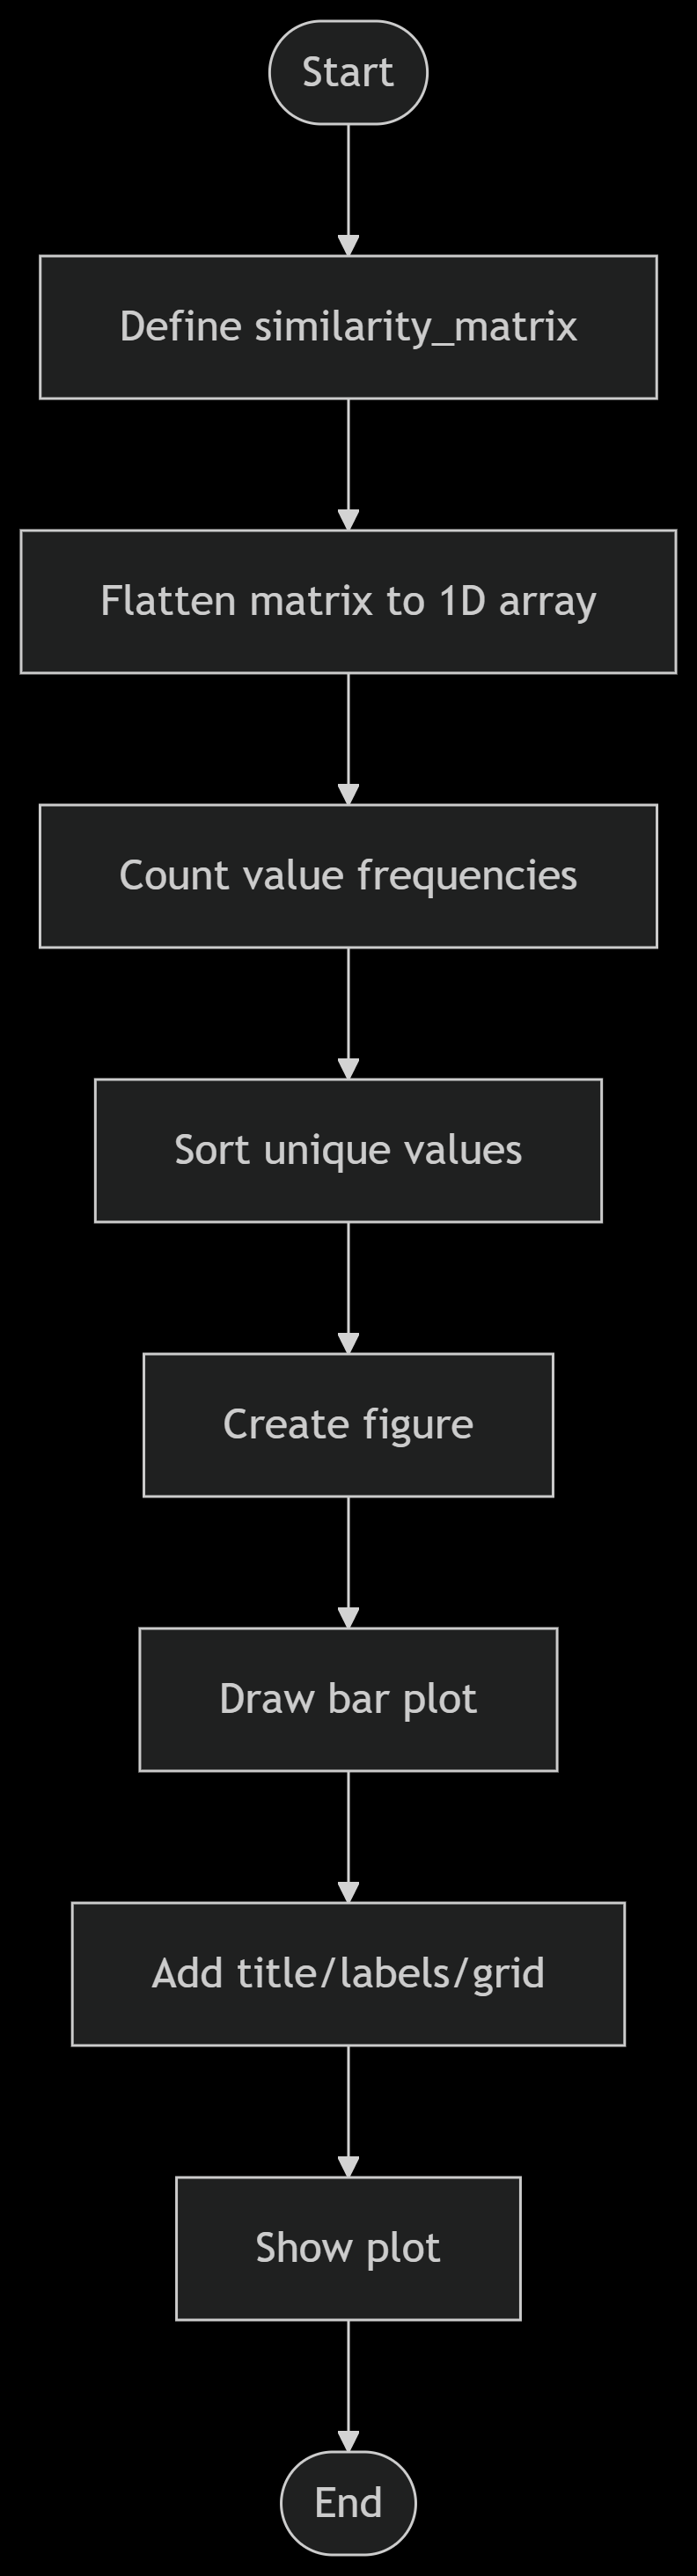 Start
Define similarity_matrix
Flatten matrix to 1D array
Count value frequencies
Sort unique values
Create figure
Draw bar plot
Add title/labels/grid
Show plot
End